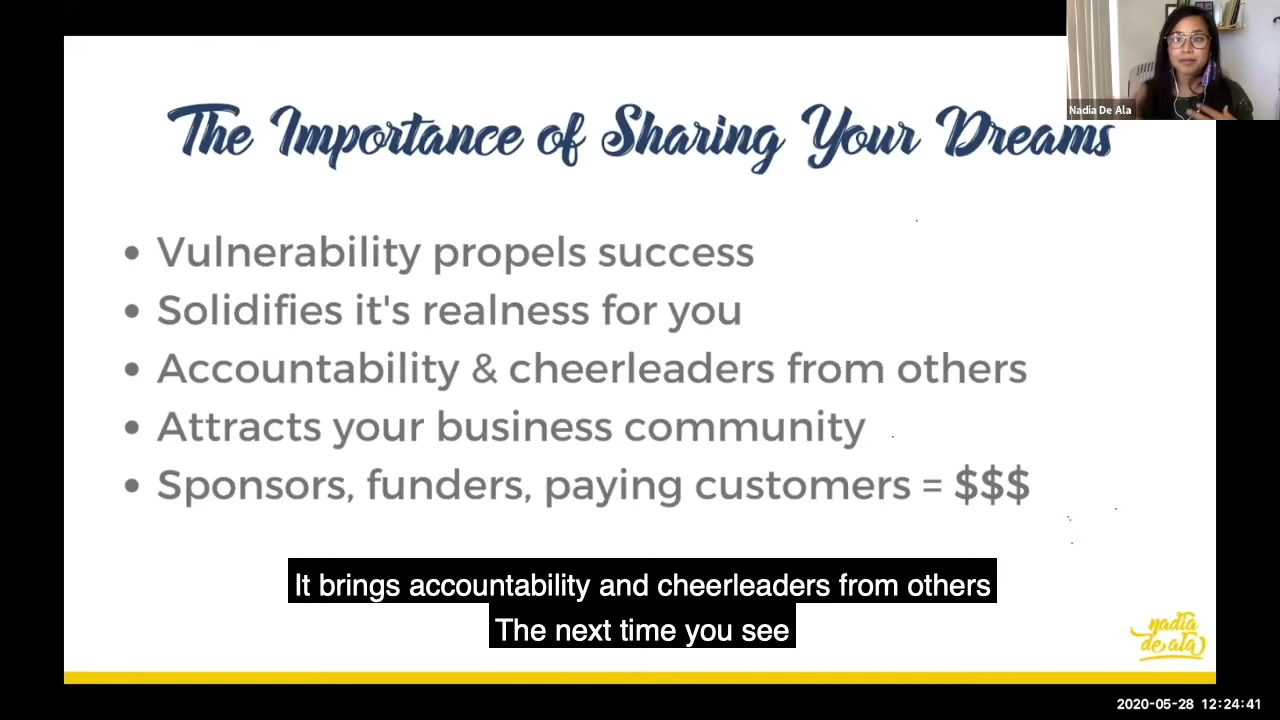 Nadia De Ala
The Importance of Sharing Your Dreams
• Vulnerability propels success
• Solidifies it's realness for you
• Accountability & cheerleaders from others
• Attracts your business community
• Sponsors, funders, paying customers = $$$
It brings accountability and cheerleaders from others
The next time you see
nadia
de ala
2020-05-28 12:24:41